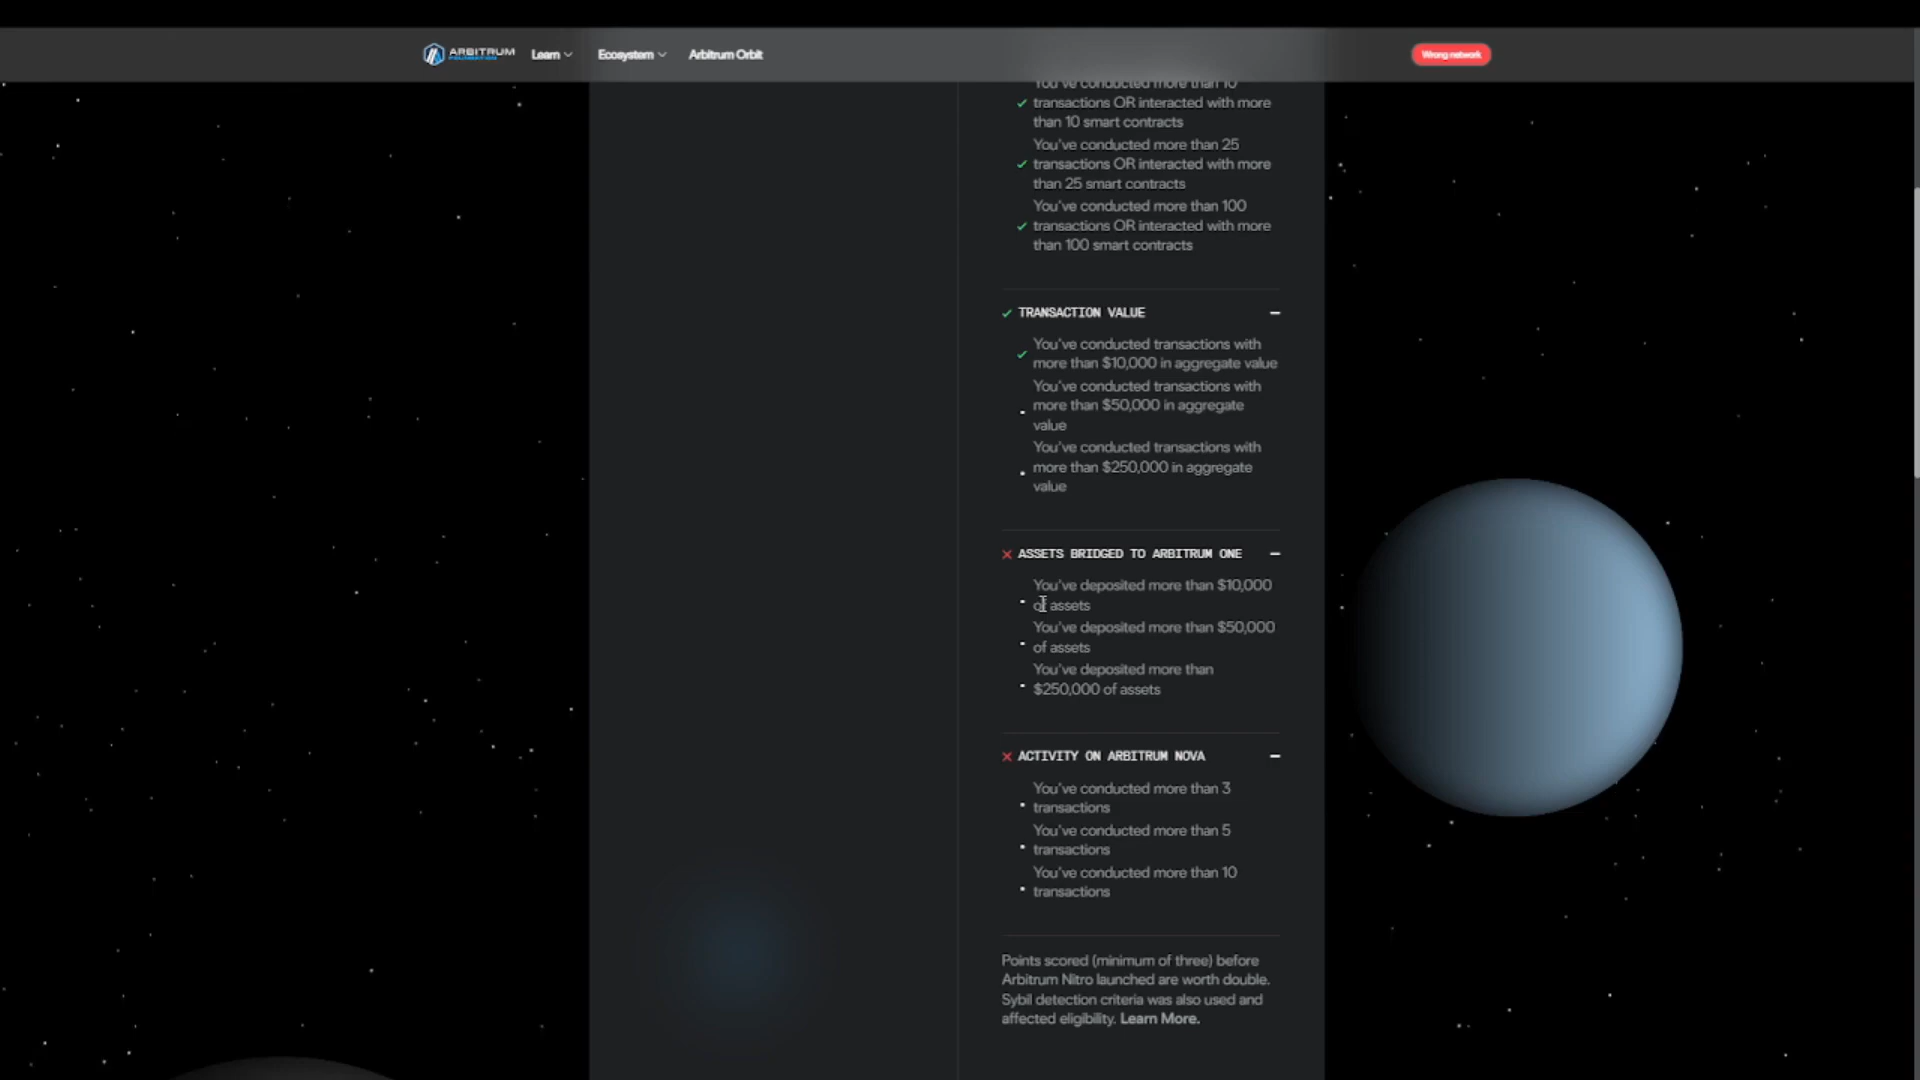 ARBITRUM
FOUNDATION
Learn
Ecosystem
Arbitrum Orbit
Wrong network
You've conducted more than 10
transactions OR interacted with more
than 10 smart contracts
You've conducted more than 25
transactions OR interacted with more
than 25 smart contracts
You've conducted more than 100
transactions OR interacted with more
than 100 smart contracts
TRANSACTION VALUE
You've conducted transactions with
more than $10,000 in aggregate value
You've conducted transactions with
more than $50,000 in aggregate
value
You've conducted transactions with
more than $250,000 in aggregate
value
ASSETS BRIDGED TO ARBITRUM ONE
You've deposited more than $10,000
of assets
You've deposited more than $50,000
of assets
You've deposited more than
$250,000 of assets
ACTIVITY ON ARBITRUM NOVA
You've conducted more than 3
transactions
You've conducted more than 5
transactions
You've conducted more than 10
transactions
Points scored (minimum of three) before
Arbitrum Nitro launched are worth double.
Sybil detection criteria was also used and
affected eligibility. Learn More.